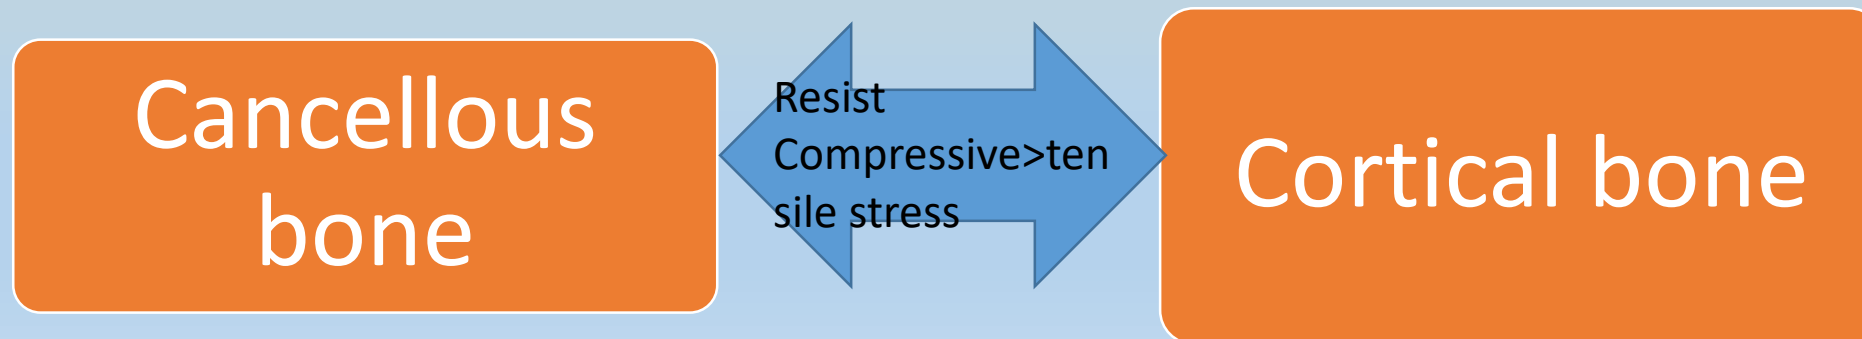 Cancellous
bone
Resist
Compressive>ten
sile stress
Cortical bone